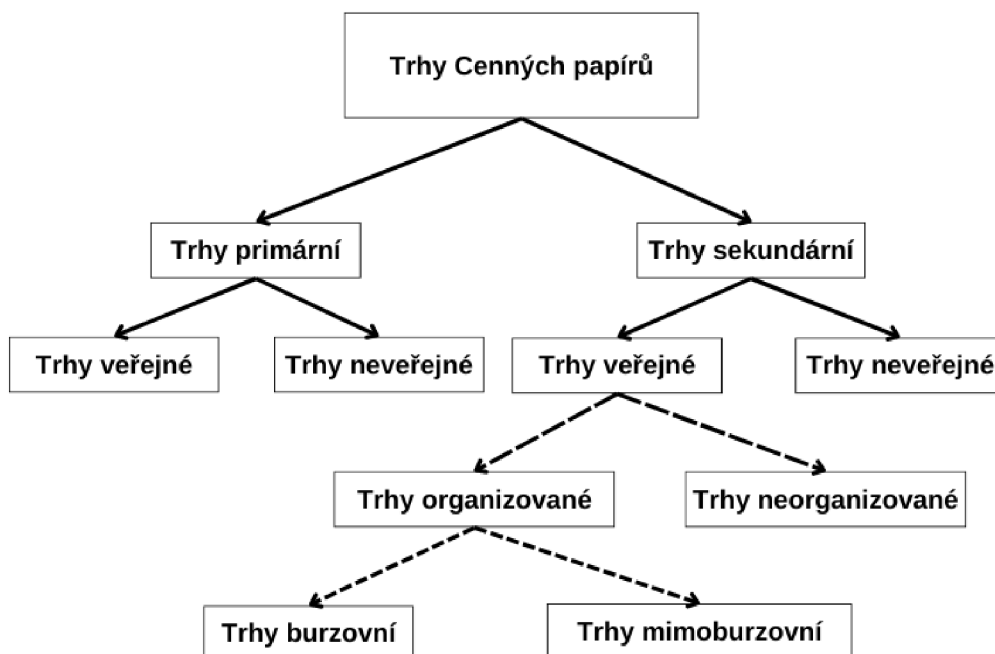 Trhy Cenných papírů
Trhy primární
Trhy sekundární
Trhy veřejné
Trhy neveřejné
Trhy veřejné
Trhy neveřejné
Trhy organizované
Trhy neorganizované
Trhy burzovní
Trhy mimoburzovní